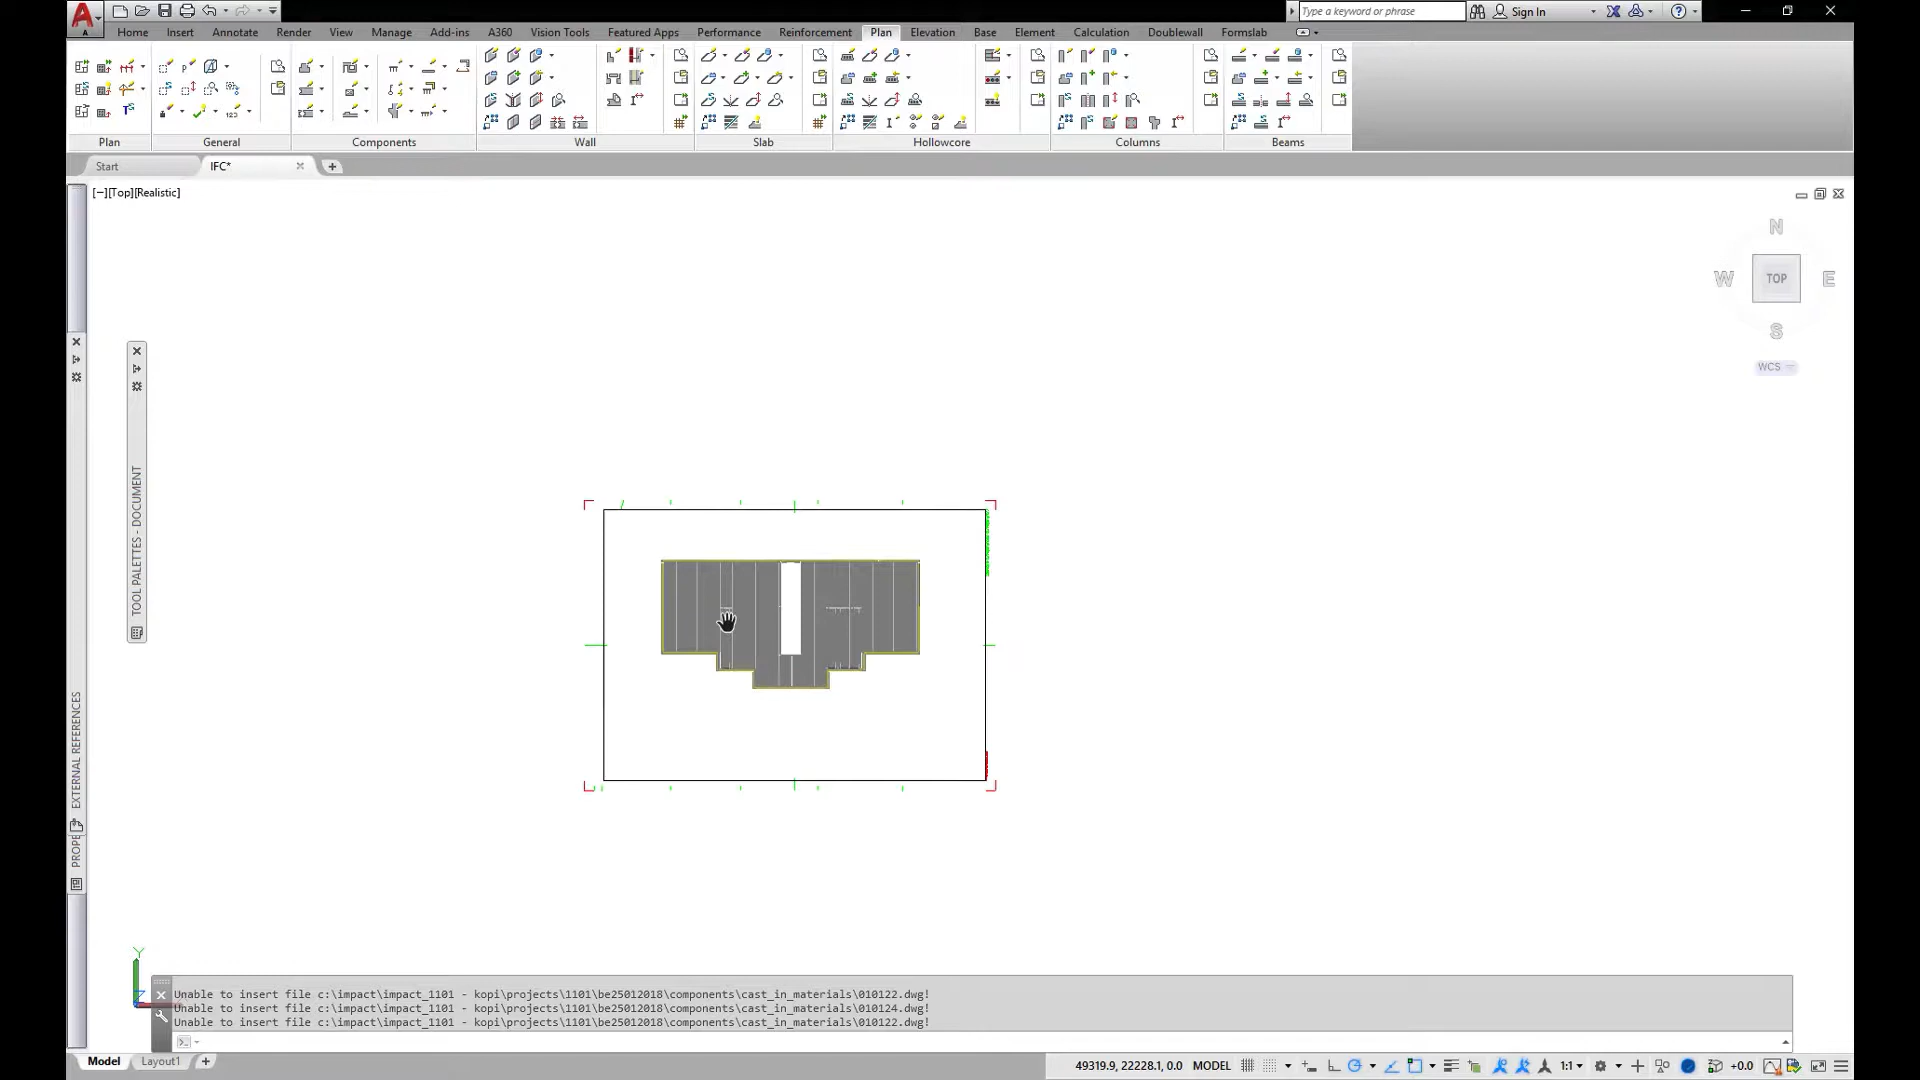 Type a keyword or phrase
Sign In
Home Insert Annotate Render View Manage Add-ins A360 Vision Tools Featured Apps Performance Reinforcement Plan Elevation Base Element Calculation Doublewall Formslab
Plan General Components Wall Slab Hollowcore Columns Beams
Start IFC*
[−][Top][Realistic]
N
W TOP E
S
WCS
TOOL PALETTES - DOCUMENT
EXTERNAL REFERENCES
PROPE
Y
Z
Unable to insert file c:\impact\impact_1101 - kopi\projects\1101\be25012018\components\cast_in_materials\010122.dwg!
Unable to insert file c:\impact\impact_1101 - kopi\projects\1101\be25012018\components\cast_in_materials\010124.dwg!
Unable to insert file c:\impact\impact_1101 - kopi\projects\1101\be25012018\components\cast_in_materials\010122.dwg!
Model Layout1
49319.9, 22228.1, 0.0 MODEL 1:1 +0.0